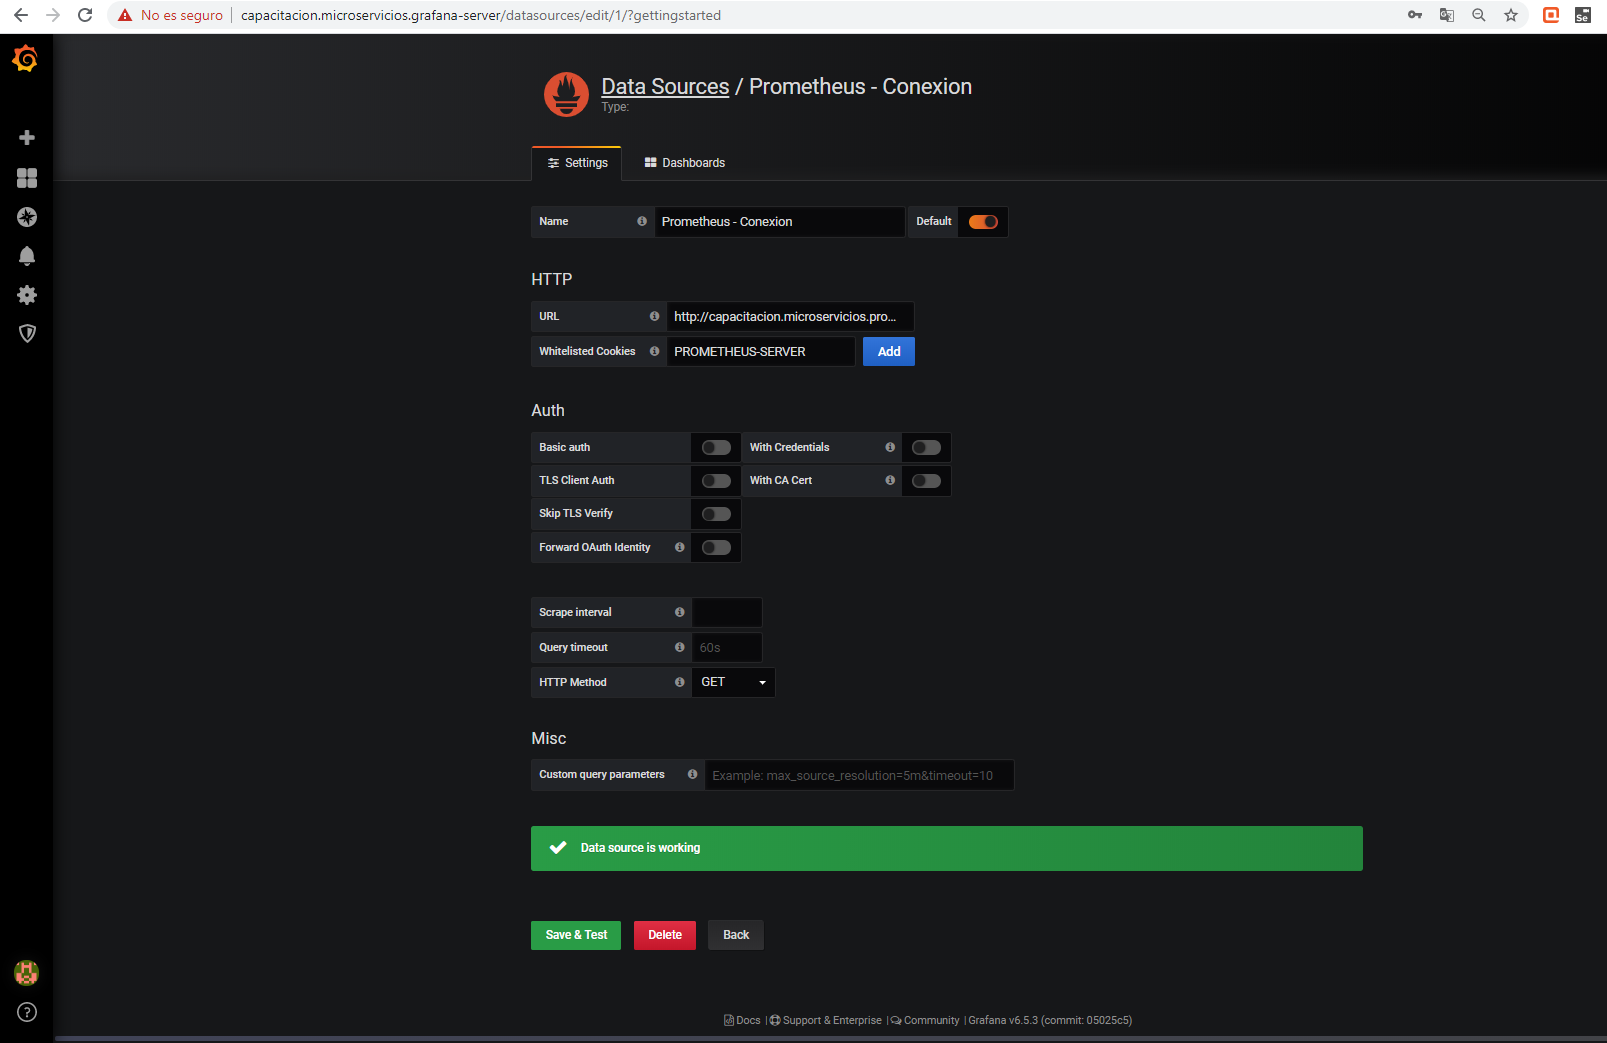 No es seguro | capacitacion.microservicios.grafana-server/datasources/edit/1/?gettingstarted
Se
Data Sources / Prometheus - Conexion
Type:
Settings
Dashboards
Name
Prometheus - Conexion
Default
HTTP
URL
http://capacitacion.microservicios.pro...
Whitelisted Cookies
PROMETHEUS-SERVER
Add
Auth
Basic auth
With Credentials
TLS Client Auth
With CA Cert
Skip TLS Verify
Forward OAuth Identity
Scrape interval
Query timeout
60s
HTTP Method
GET
Misc
Custom query parameters
Example: max_source_resolution=5m&timeout=10
Data source is working
Save & Test
Delete
Back
Docs | Support & Enterprise | Community | Grafana v6.5.3 (commit: 05025c5)